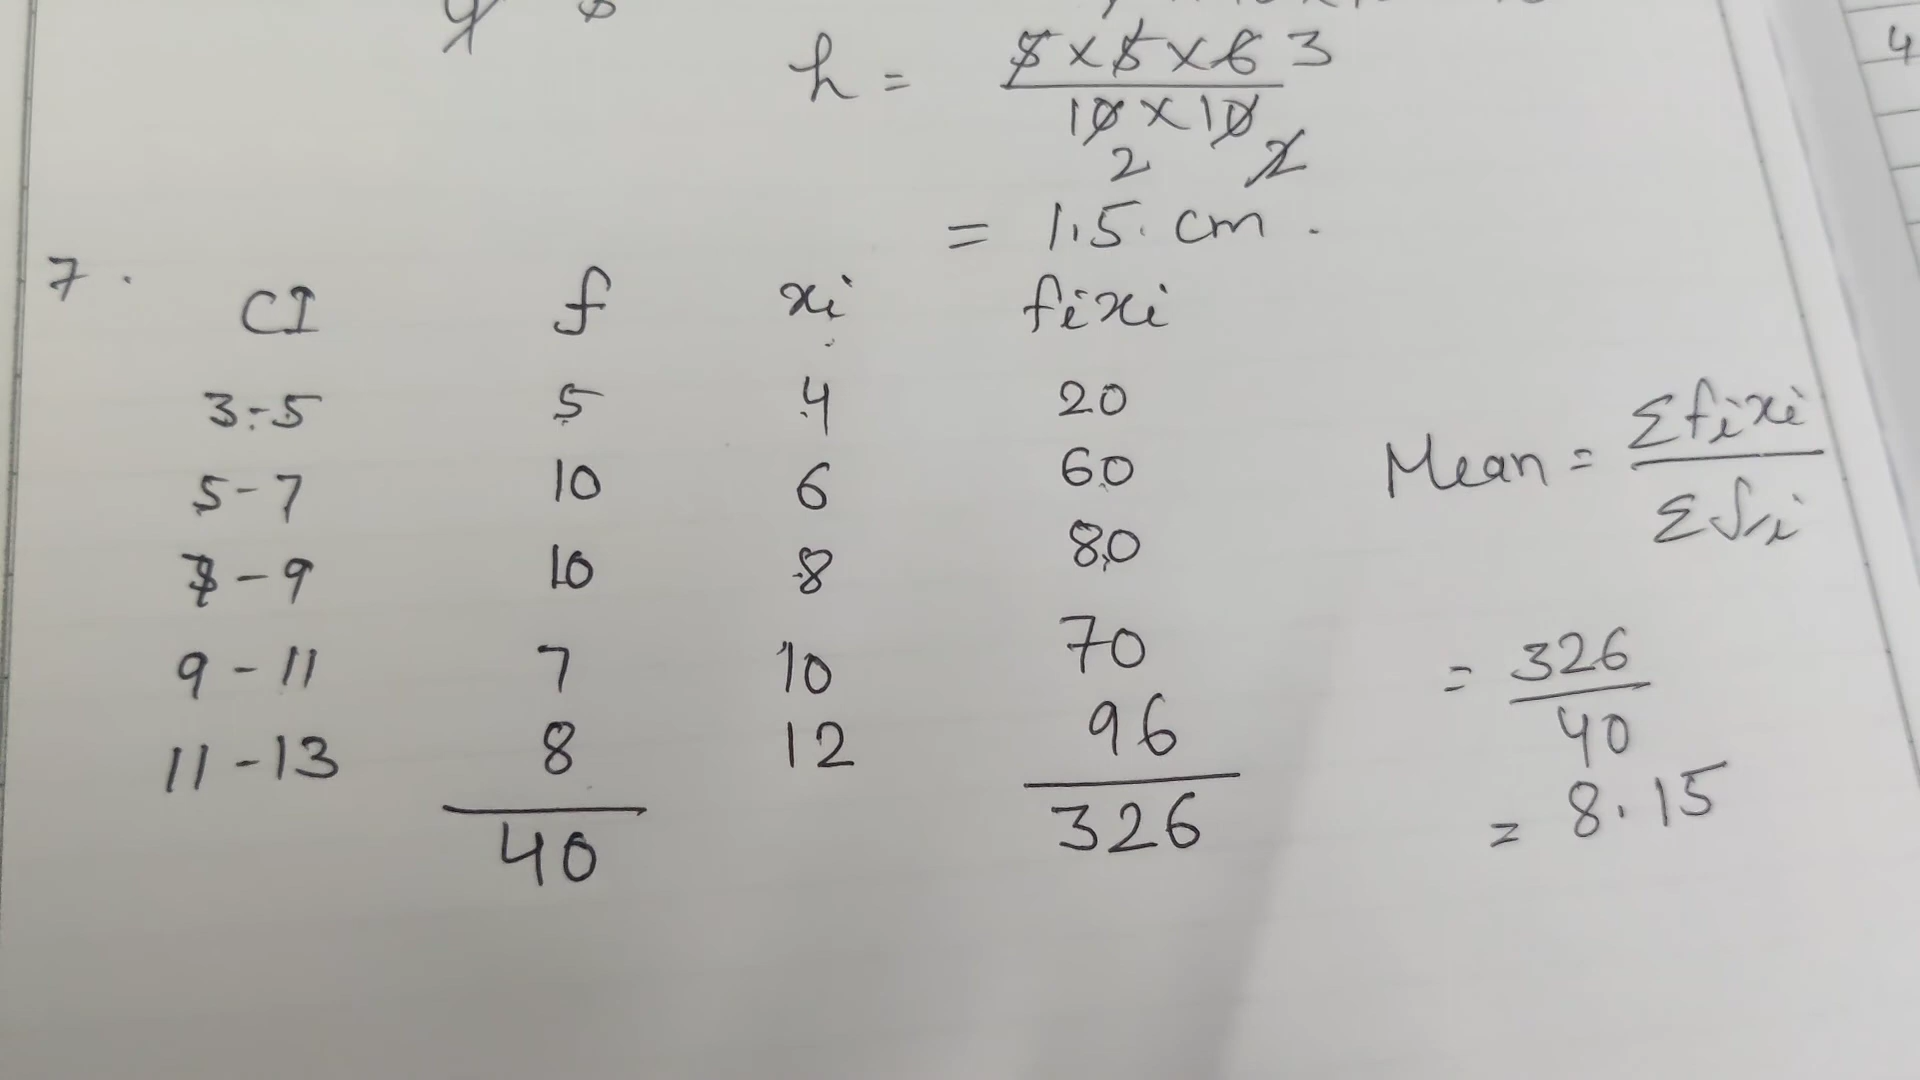 h = 5 x 5 x 6 3
10 x 10
2 2
= 1.5 cm.
7.
CI f xi fixi
3-5 5 4 20
5-7 10 6 60
7-9 10 8 80
9-11 7 10 70
11-13 8 12 96
40 326
Mean = Σfixi
Σfi
= 326
40
= 8.15
4